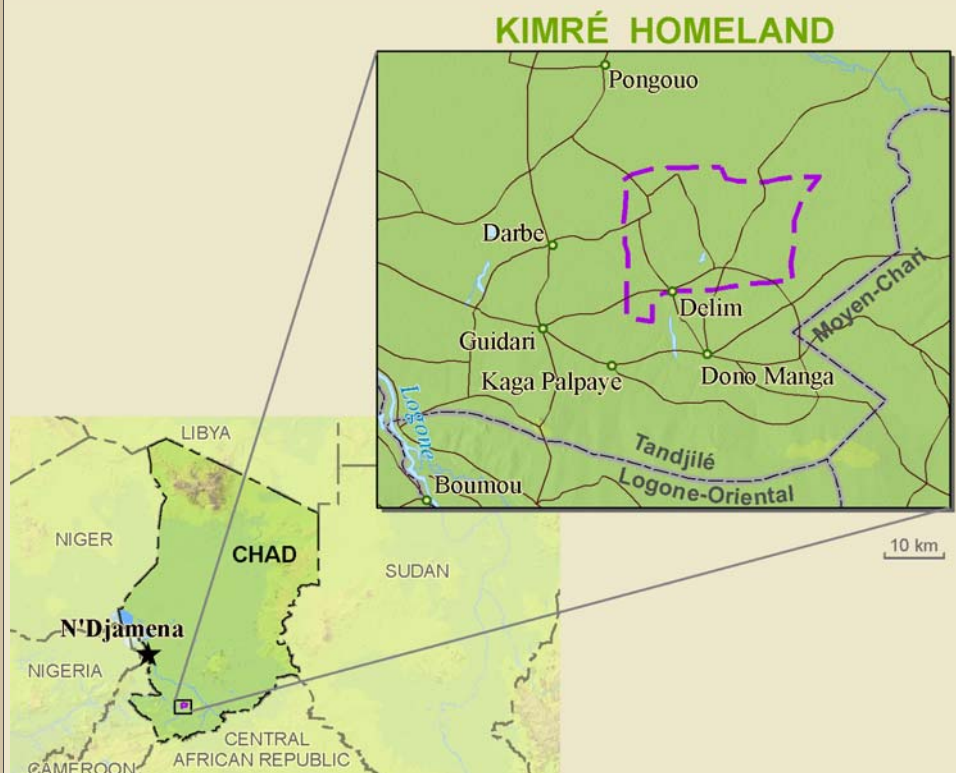 KIMRÉ HOMELAND
Pongouo
Darbe
Delim
Moyen-Chari
Guidari
Kaga Palpaye
Dono Manga
Logone
Tandjilé
Logone-Oriental
Boumou
10 km
LIBYA
NIGER
CHAD
SUDAN
N'Djamena
NIGERIA
CENTRAL
AFRICAN REPUBLIC
CAMEROON